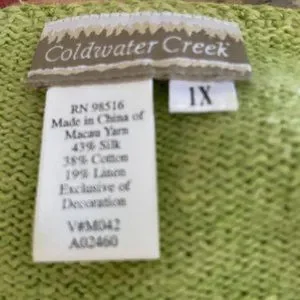 Coldwater Creek
1X
RN 98516
Made in China of
Macau Yarn
43% Silk
38% Cotton
19% Linen
Exclusive of
Decoration
V#M042
A02460